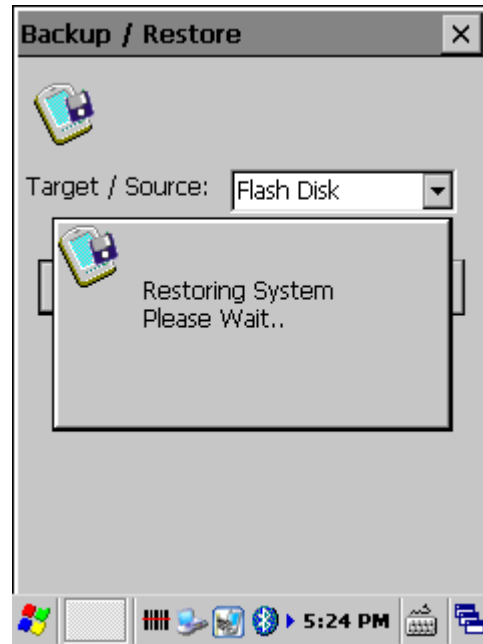 Backup / Restore
Target / Source: Flash Disk
Restoring System
Please Wait..
5:24 PM